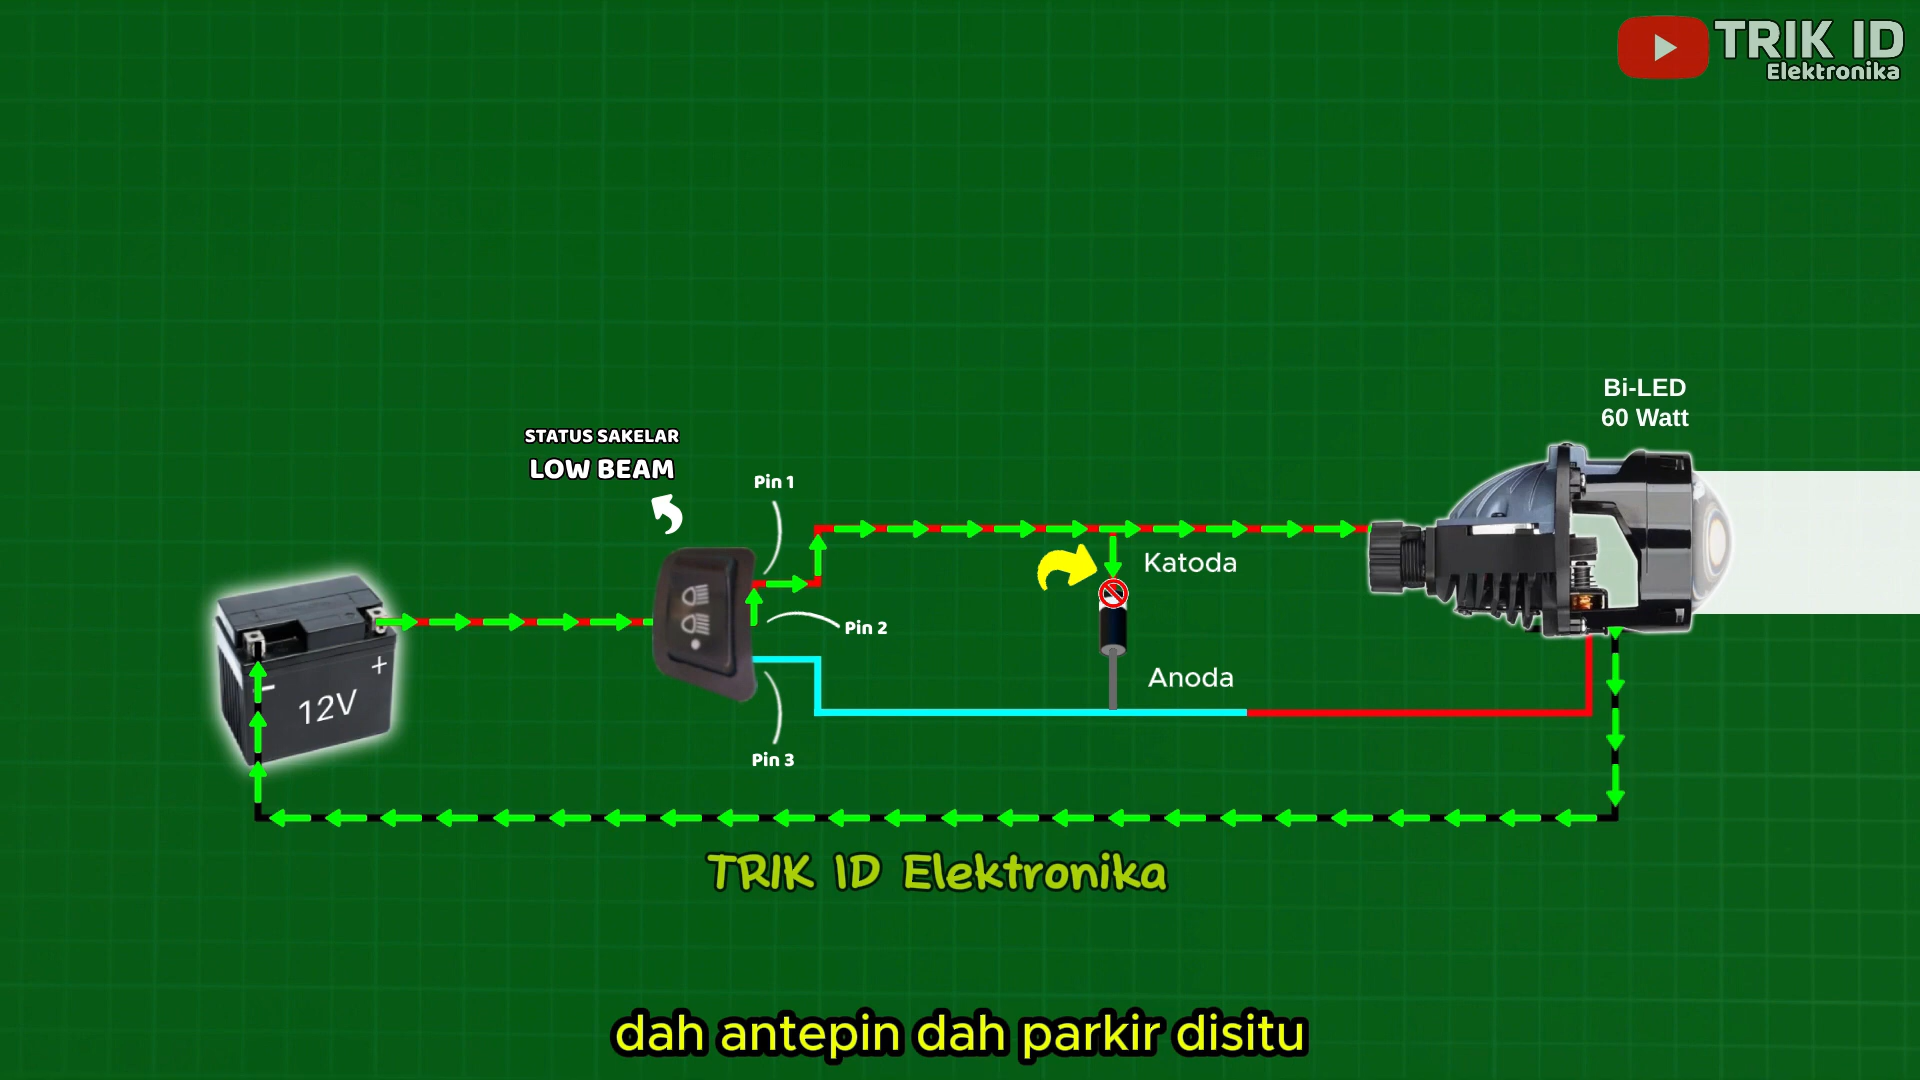 TRIK ID
Elektronika
Bi-LED
60 Watt
STATUS SAKELAR
LOW BEAM
Pin 1
Katoda
Pin 2
Anoda
12V
Pin 3
TRIK ID Elektronika
dah antepin dah parkir disitu